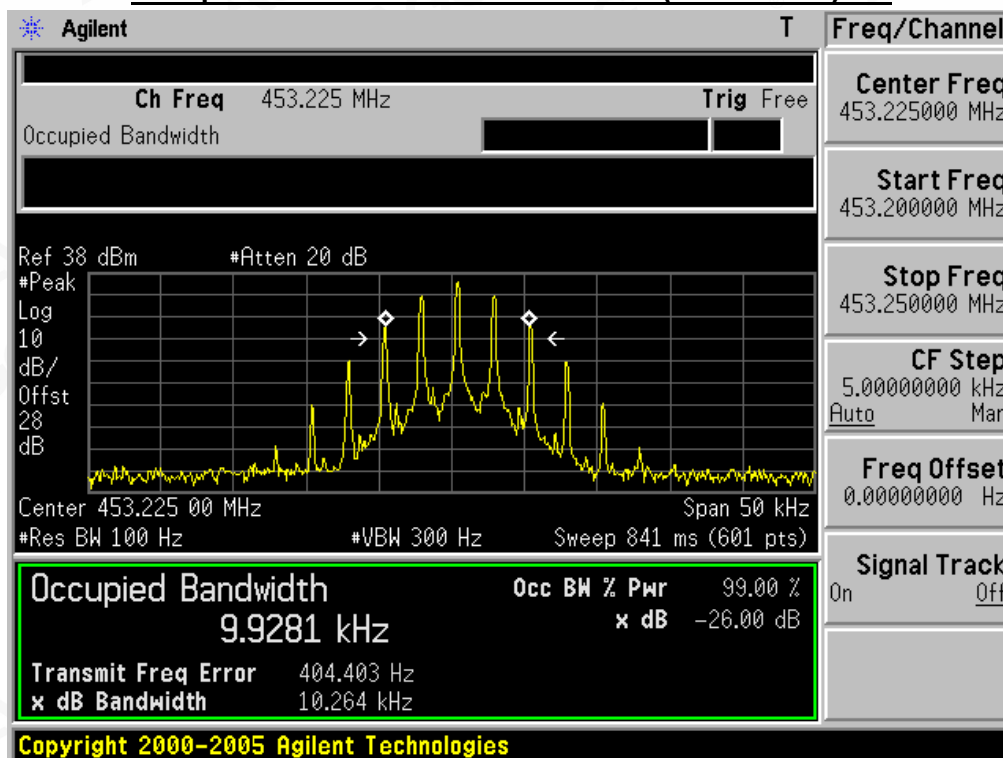 Agilent T
Freq/Channel
Ch Freq 453.225 MHz Trig Free
Occupied Bandwidth
Center Freq
453.225000 MHz
Start Freq
453.200000 MHz
Stop Freq
453.250000 MHz
CF Step
5.00000000 kHz
Auto Man
Freq Offset
0.00000000 Hz
Signal Track
On Off
Ref 38 dBm #Atten 20 dB
#Peak
Log
10
dB/
Offst
28
dB
Center 453.225 00 MHz Span 50 kHz
#Res BW 100 Hz #VBW 300 Hz Sweep 841 ms (601 pts)
Occupied Bandwidth
9.9281 kHz
Occ BW % Pwr 99.00 %
x dB -26.00 dB
Transmit Freq Error 404.403 Hz
x dB Bandwidth 10.264 kHz
Copyright 2000-2005 Agilent Technologies